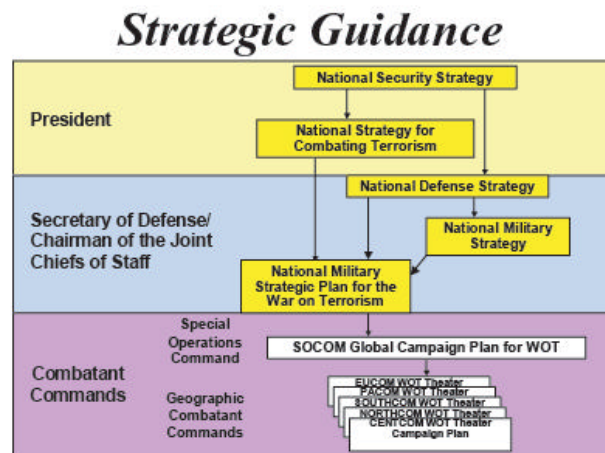 Strategic Guidance
President
National Security Strategy
National Strategy for
Combating Terrorism
Secretary of Defense/
Chairman of the Joint
Chiefs of Staff
National Defense Strategy
National Military
Strategy
National Military
Strategic Plan for the
War on Terrorism
Combatant
Commands
Special
Operations
Command
SOCOM Global Campaign Plan for WOT
Geographic
Combatant
Commands
EUCOM WOT Theater
PACOM WOT Theater
SOUTHCOM WOT Theater
NORTHCOM WOT Theater
CENTCOM WOT Theater
Campaign Plan